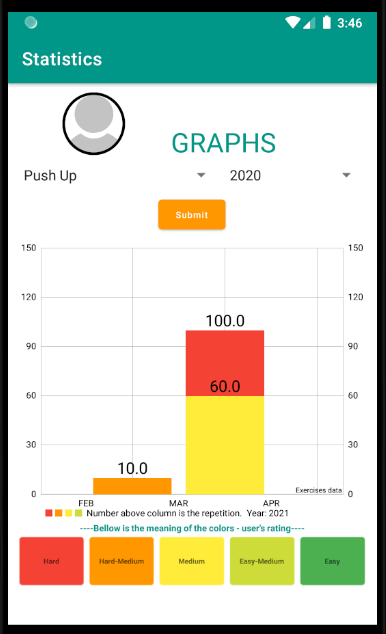 3:46
Statistics
GRAPHS
Push Up 2020
Submit
150 150
120 120
100.0
90 90
60.0
60 60
30 30
10.0
Exercises data
0 0
FEB MAR APR
Number above column is the repetition. Year: 2021
----Bellow is the meaning of the colors - user's rating----
Hard Hard-Medium Medium Easy-Medium Easy